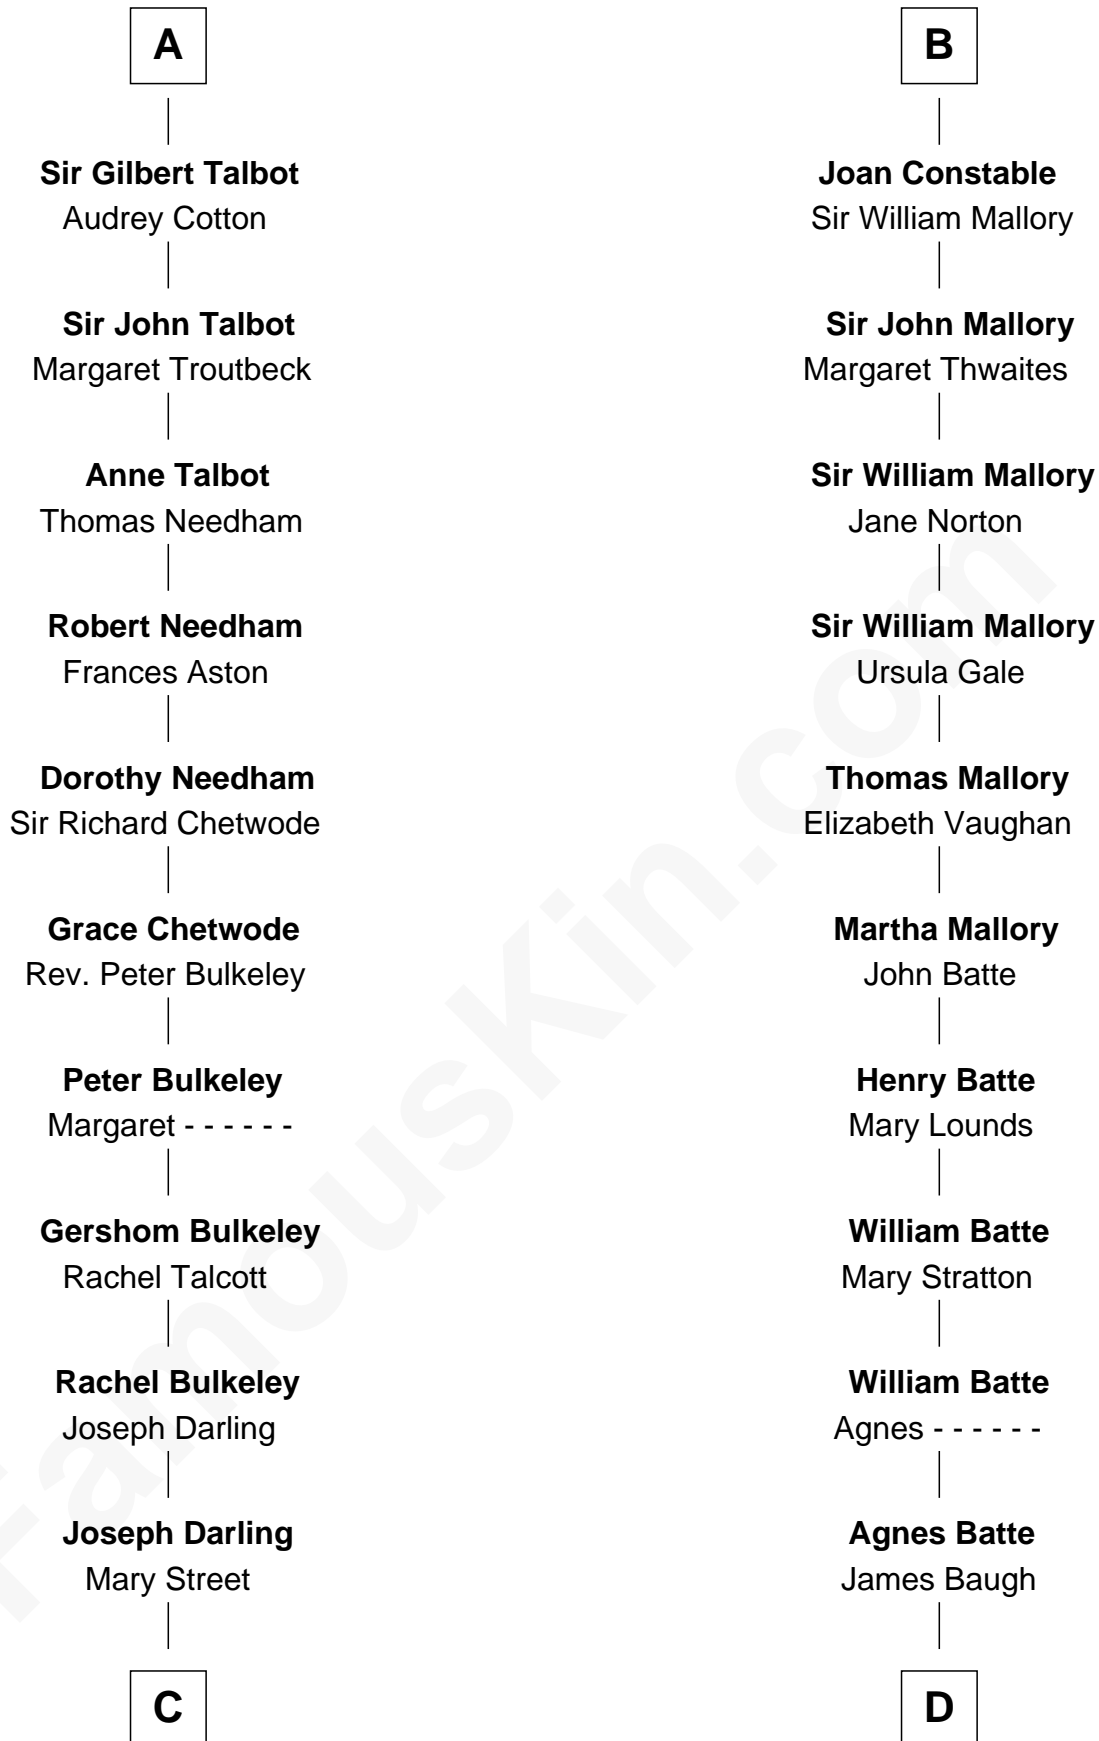 A
Sir Gilbert Talbot
Audrey Cotton
Sir John Talbot
Margaret Troutbeck
Anne Talbot
Thomas Needham
Robert Needham
Frances Aston
Dorothy Needham
Sir Richard Chetwode
Grace Chetwode
Rev. Peter Bulkeley
Peter Bulkeley
Margaret - - - - - -
Gershom Bulkeley
Rachel Talcott
Rachel Bulkeley
Joseph Darling
Joseph Darling
Mary Street
C
B
Joan Constable
Sir William Mallory
Sir John Mallory
Margaret Thwaites
Sir William Mallory
Jane Norton
Sir William Mallory
Ursula Gale
Thomas Mallory
Elizabeth Vaughan
Martha Mallory
John Batte
Henry Batte
Mary Lounds
William Batte
Mary Stratton
William Batte
Agnes - - - - - -
Agnes Batte
James Baugh
D
FamousKin.com